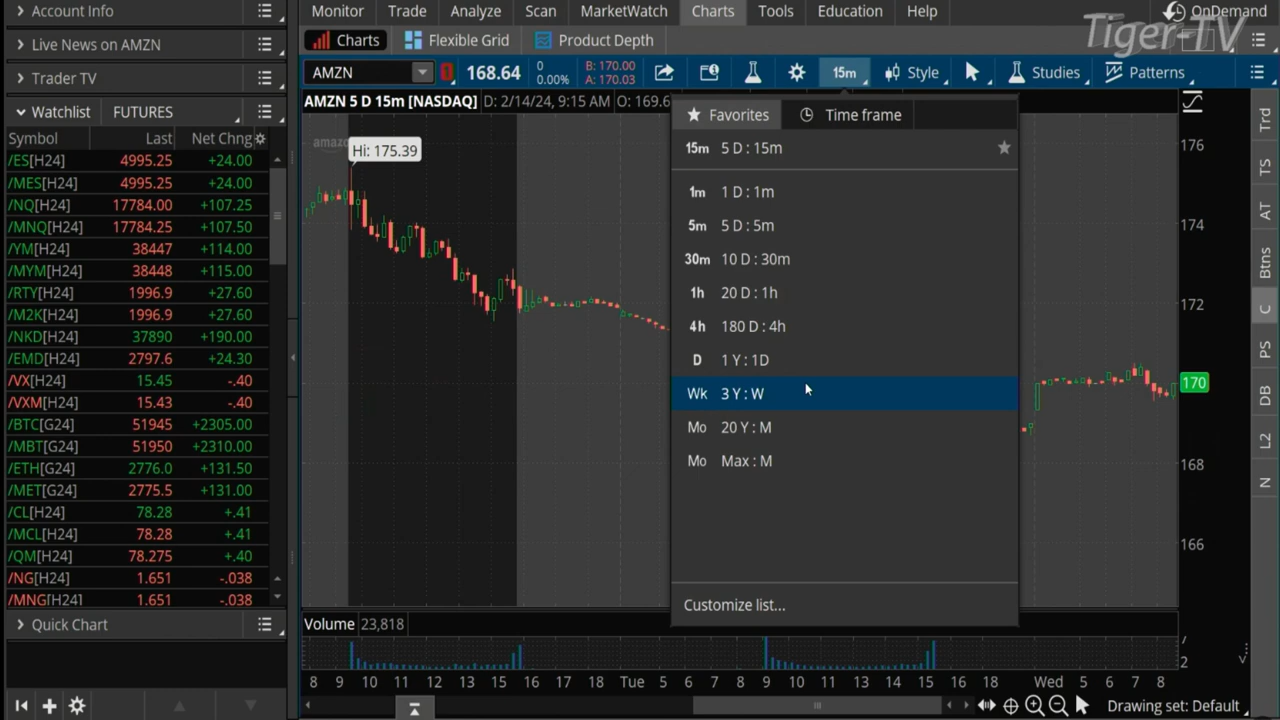 Account Info
Monitor Trade Analyze Scan MarketWatch Charts Tools Education Help OnDemand
Tiger-TV
Live News on AMZN
Charts Flexible Grid Product Depth
Trader TV
AMZN 168.64 0 0.00% B: 170.00 A: 170.03 15m Style Studies Patterns
Watchlist FUTURES
AMZN 5 D 15m [NASDAQ] D: 2/14/24, 9:15 AM O: 169.6
Symbol Last Net Chng
/ES[H24] 4995.25 +24.00
/MES[H24] 4995.25 +24.00
/NQ[H24] 17784.00 +107.25
/MNQ[H24] 17784.25 +107.50
/YM[H24] 38447 +114.00
/MYM[H24] 38448 +115.00
/RTY[H24] 1996.9 +27.60
/M2K[H24] 1996.9 +27.60
/NKD[H24] 37890 +190.00
/EMD[H24] 2797.6 +24.30
/VX[H24] 15.45 -.40
/VXM[H24] 15.43 -.40
/BTC[G24] 51945 +2305.00
/MBT[G24] 51950 +2310.00
/ETH[G24] 2776.0 +131.50
/MET[G24] 2775.5 +131.00
/CL[H24] 78.28 +.41
/MCL[H24] 78.28 +.41
/QM[H24] 78.275 +.40
/NG[H24] 1.651 -.038
/MNG[H24] 1.651 -.038
Quick Chart
amazo
Hi: 175.39
Favorites Time frame
15m 5 D : 15m
1m 1 D : 1m
5m 5 D : 5m
30m 10 D : 30m
1h 20 D : 1h
4h 180 D : 4h
D 1 Y : 1D
Wk 3 Y : W
Mo 20 Y : M
Mo Max : M
Customize list...
176
174
172
170
168
166
Volume 23,818
2
8 9 10 11 12 13 14 15 16 17 18 Tue 5 6 7 8 9 10 11 12 13 14 15 16 18 Wed 5 6 7 8
Drawing set: Default
Trd
TS
AT
Btns
C
PS
DB
L2
N